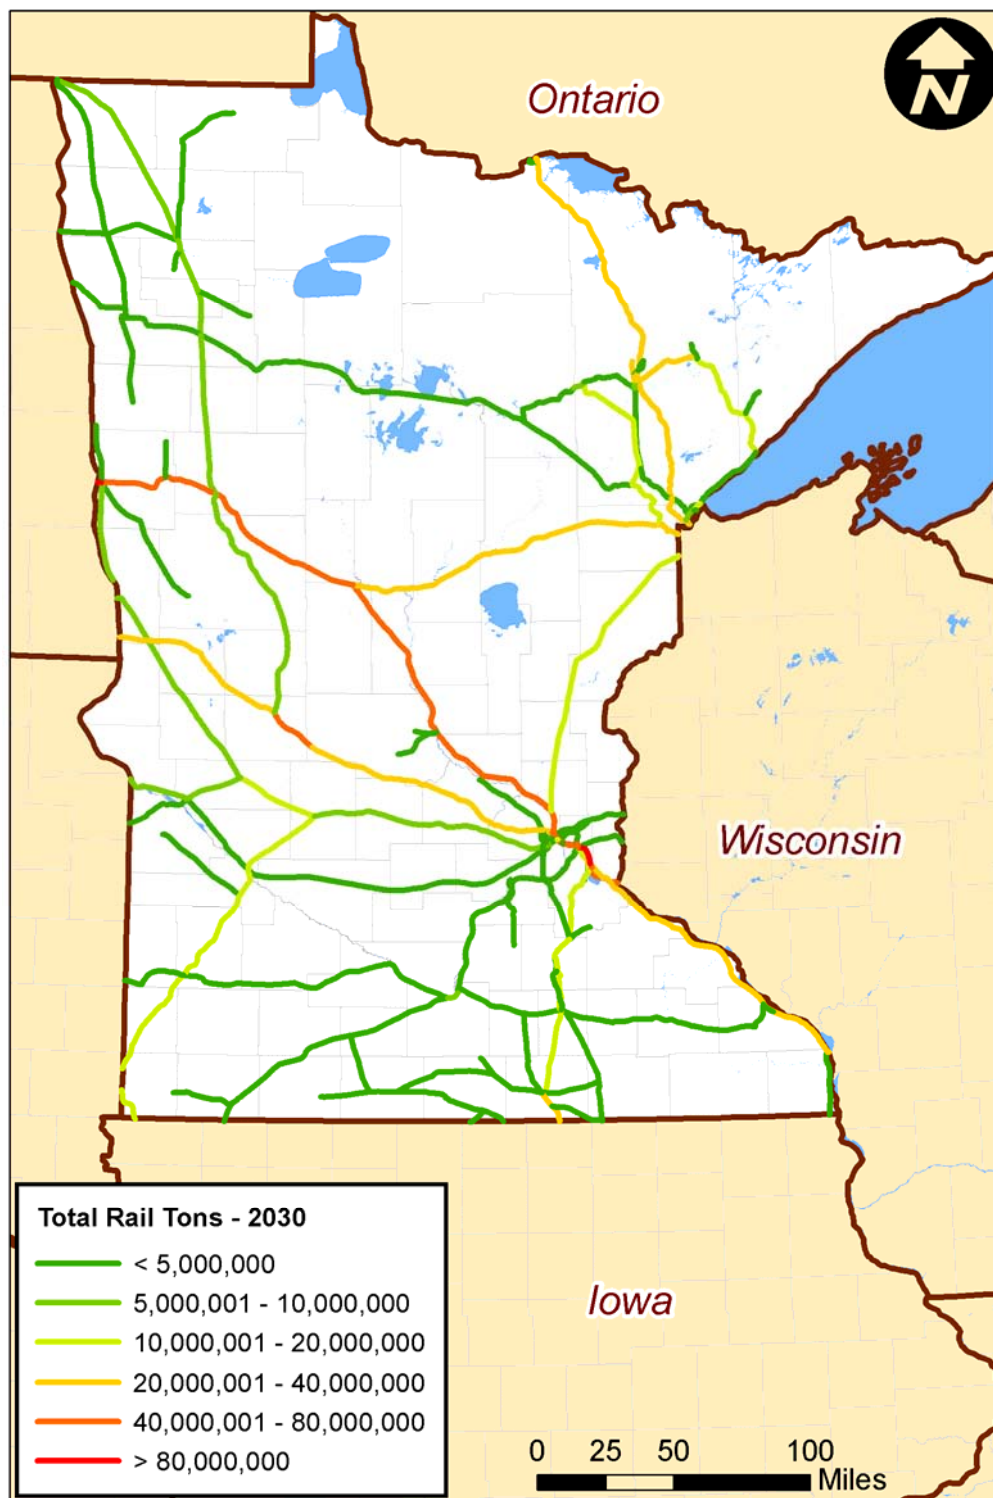 N
Ontario
Wisconsin
Iowa
Total Rail Tons - 2030
< 5,000,000
5,000,001 - 10,000,000
10,000,001 - 20,000,000
20,000,001 - 40,000,000
40,000,001 - 80,000,000
> 80,000,000
0 25 50 100
Miles